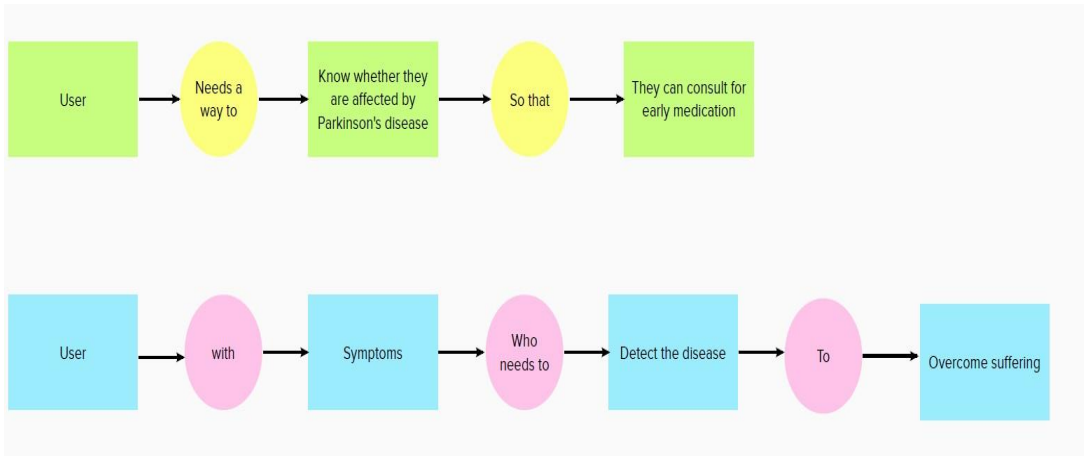 User
Needs a
way to
Know whether they
are affected by
Parkinson's disease
So that
They can consult for
early medication
User
with
Symptoms
Who
needs to
Detect the disease
To
Overcome suffering